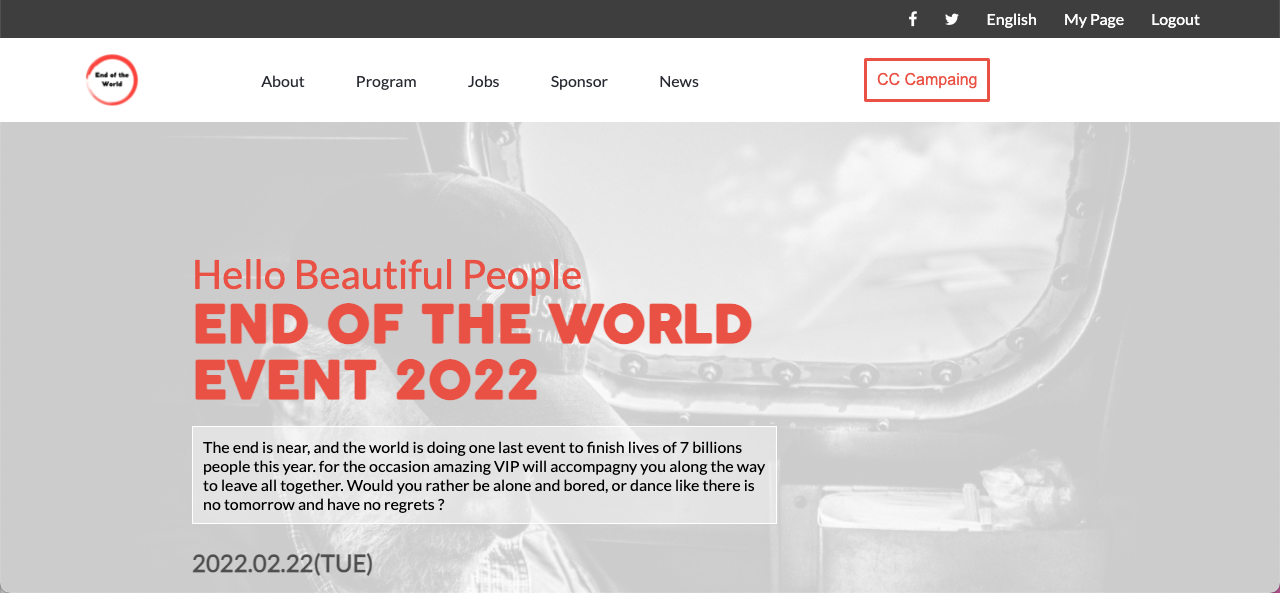 English
My Page
Logout
End of the
World
About
Program
Jobs
Sponsor
News
CC Campaing
Hello Beautiful People
END OF THE WORLD
EVENT 2022
The end is near, and the world is doing one last event to finish lives of 7 billions
people this year. for the occasion amazing VIP will accompagny you along the way
to leave all together. Would you rather be alone and bored, or dance like there is
no tomorrow and have no regrets ?
2022.02.22(TUE)